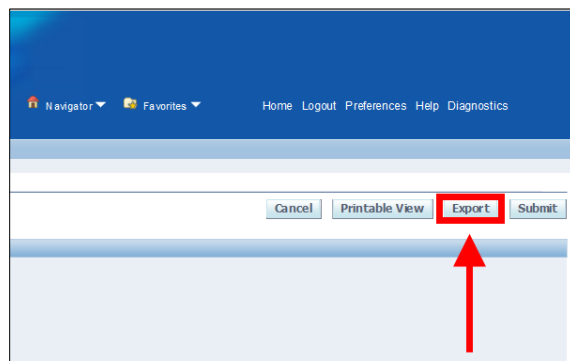 Navigator Favorites Home Logout Preferences Help Diagnostics
Cancel Printable View Export Submit